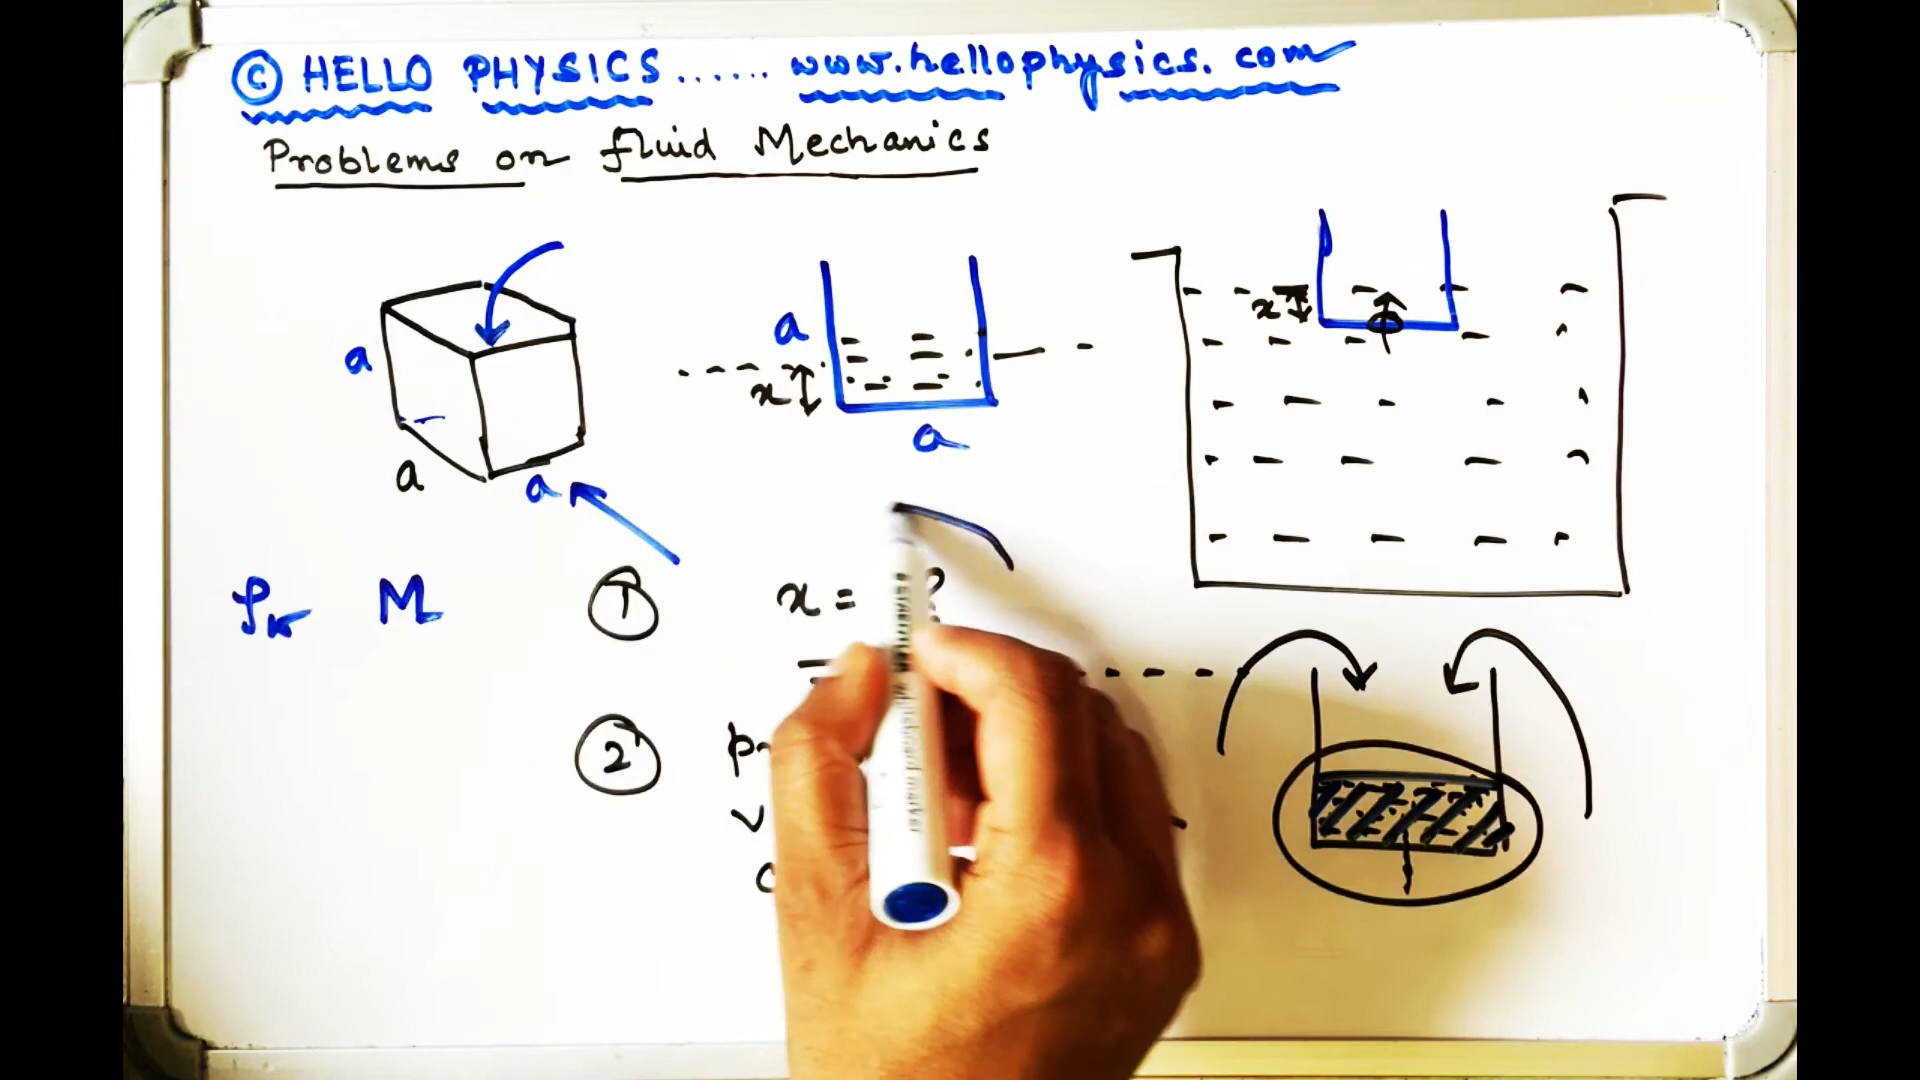 © HELLO PHYSICS...... www.hellophysics.com
Problems on fluid Mechanics
a
a
a
a
x
a
x
ρ M
① x = ?
②